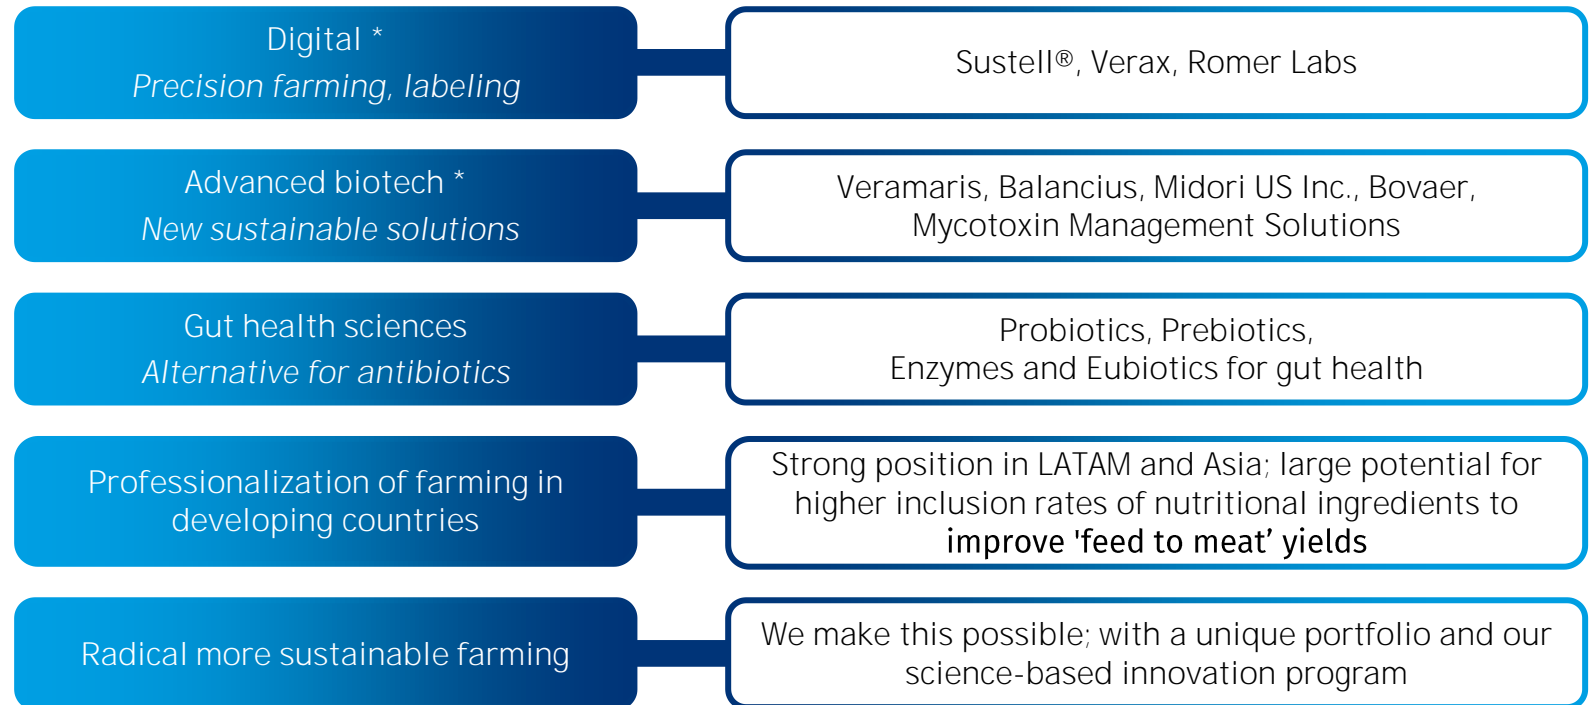 Digital *
Precision farming, labeling
Sustell®, Verax, Romer Labs
Advanced biotech *
New sustainable solutions
Veramaris, Balancius, Midori US Inc., Bovaer,
Mycotoxin Management Solutions
Gut health sciences
Alternative for antibiotics
Probiotics, Prebiotics,
Enzymes and Eubiotics for gut health
Professionalization of farming in
developing countries
Strong position in LATAM and Asia; large potential for
higher inclusion rates of nutritional ingredients to
improve 'feed to meat’ yields
Radical more sustainable farming
We make this possible; with a unique portfolio and our
science-based innovation program